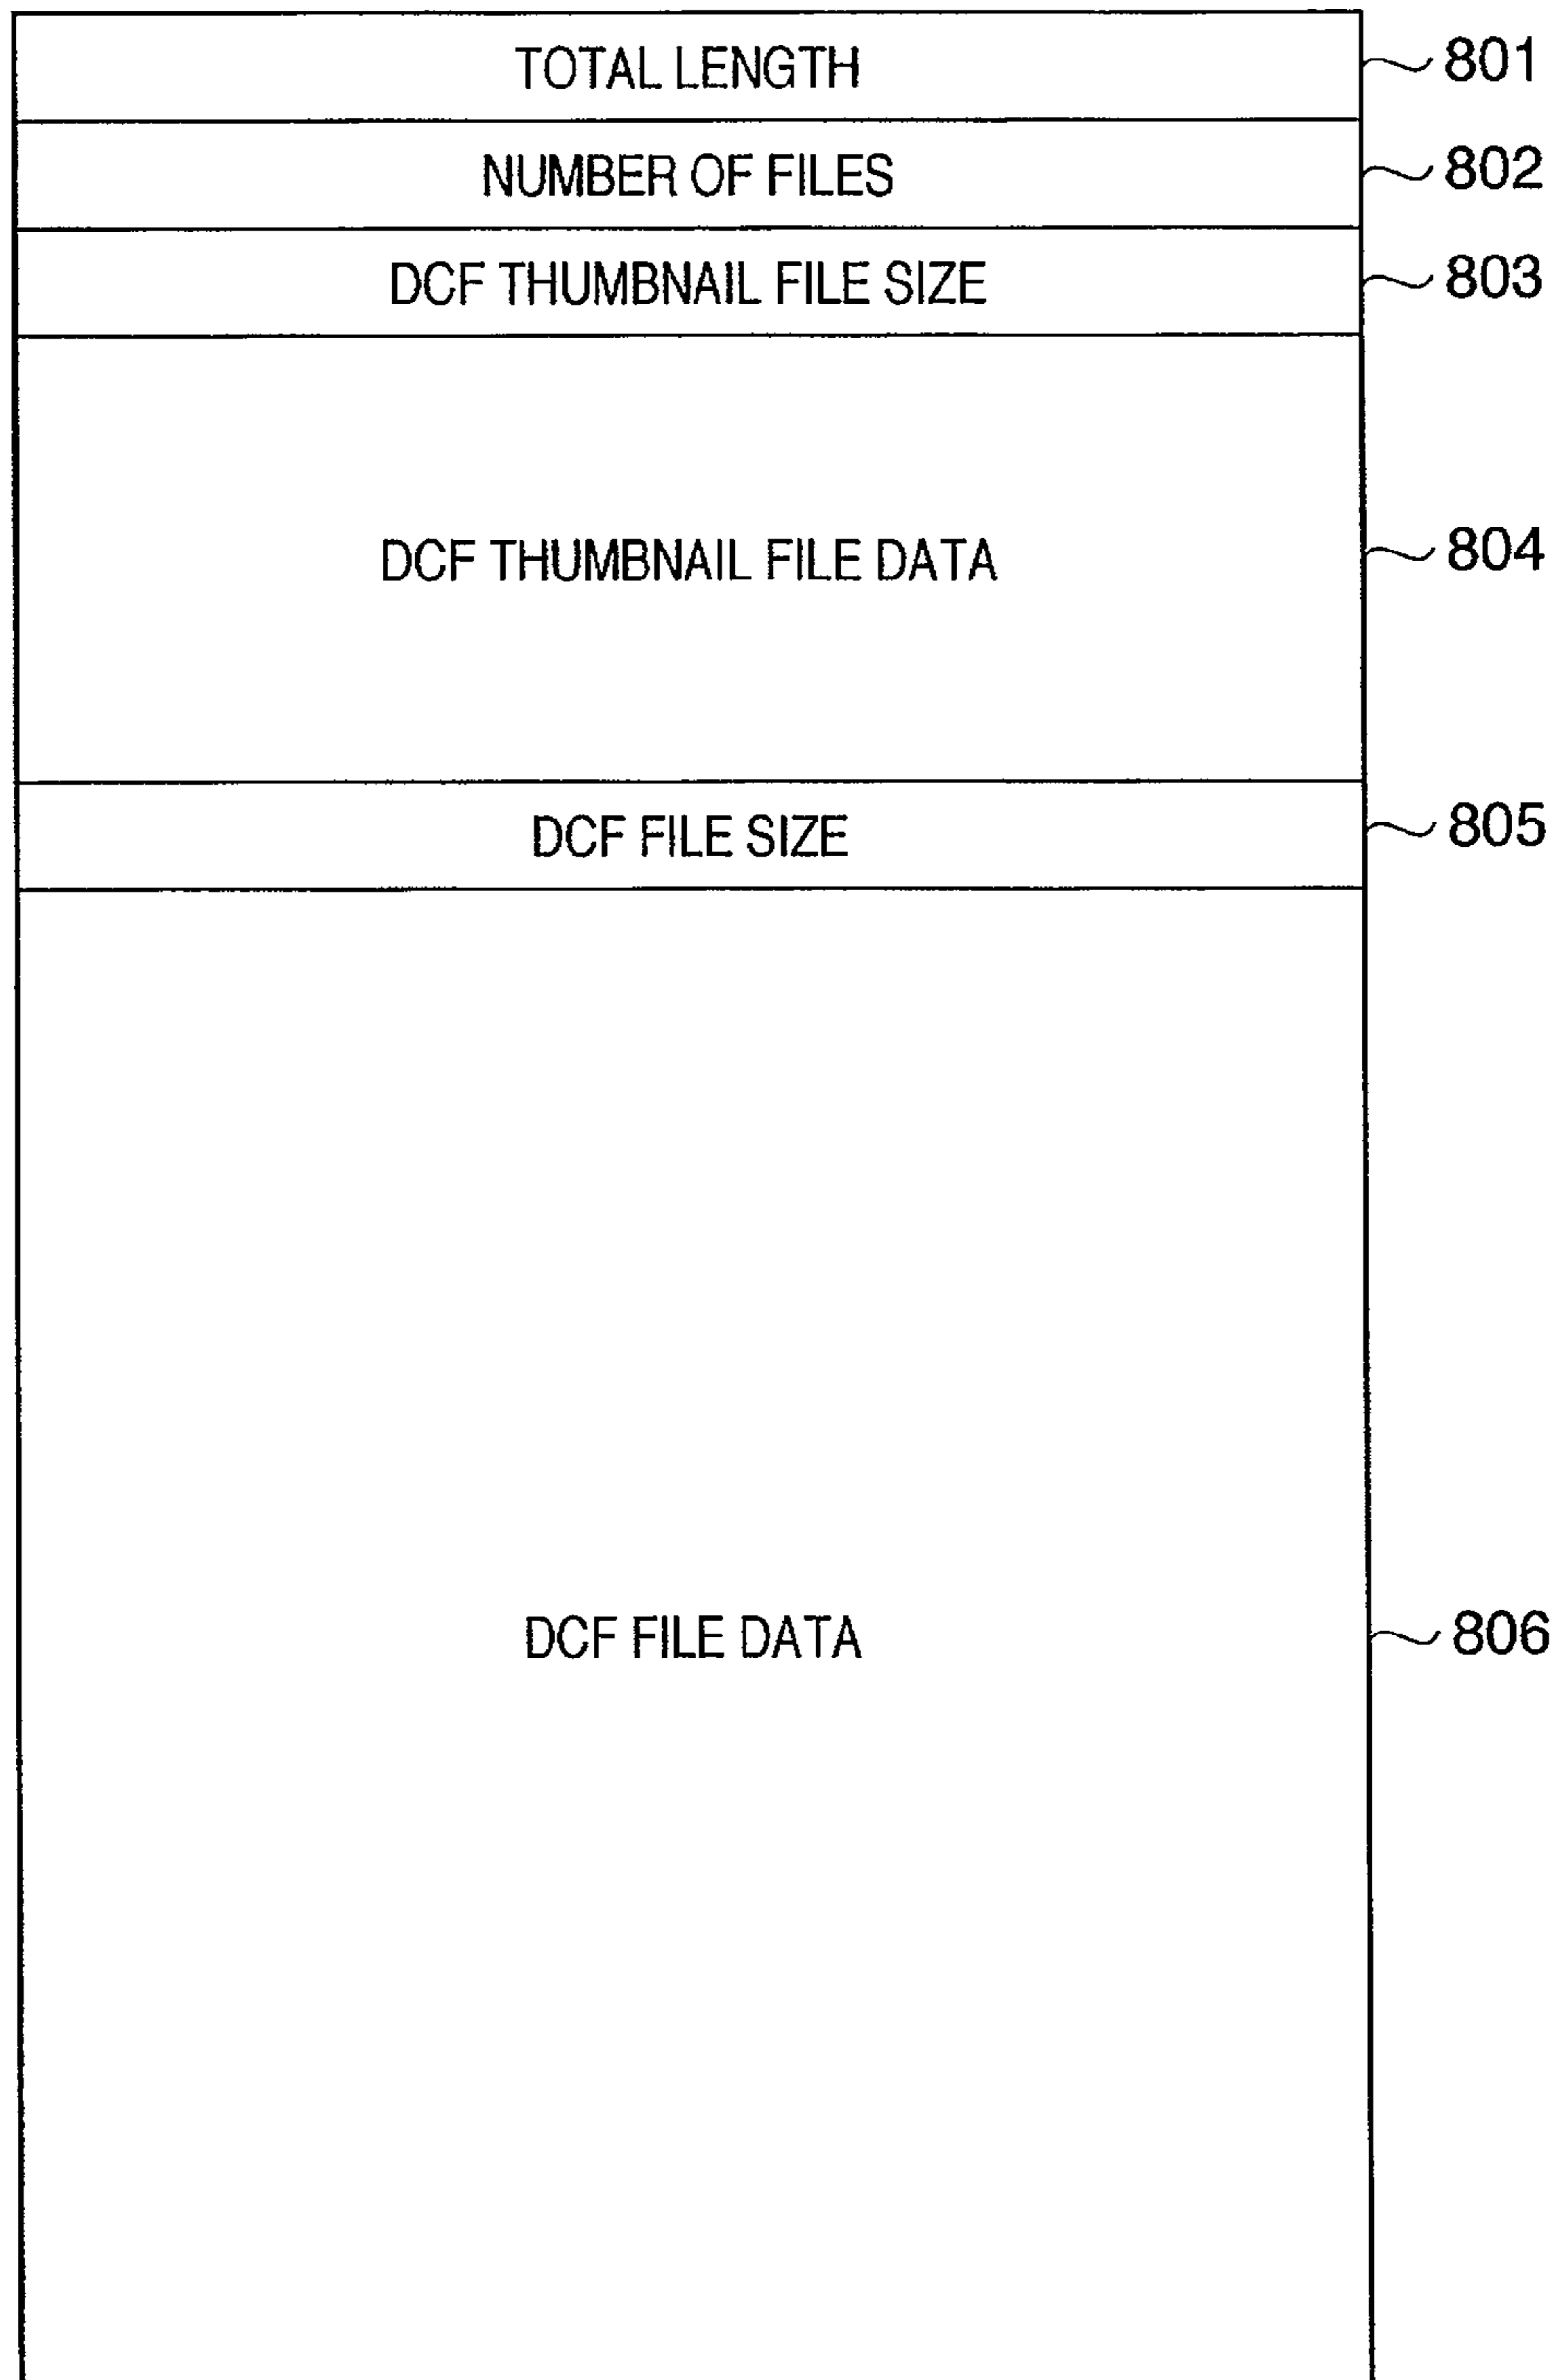 TOTAL LENGTH 801
NUMBER OF FILES 802
DCF THUMBNAIL FILE SIZE 803
DCF THUMBNAIL FILE DATA 804
DCF FILE SIZE 805
DCF FILE DATA 806